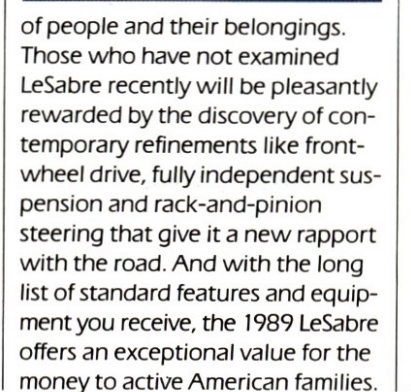 of people and their belongings.
Those who have not examined
LeSabre recently will be pleasantly
rewarded by the discovery of con-
temporary refinements like front-
wheel drive, fully independent sus-
pension and rack-and-pinion
steering that give it a new rapport
with the road. And with the long
list of standard features and equip-
ment you receive, the 1989 LeSabre
offers an exceptional value for the
money to active American families.